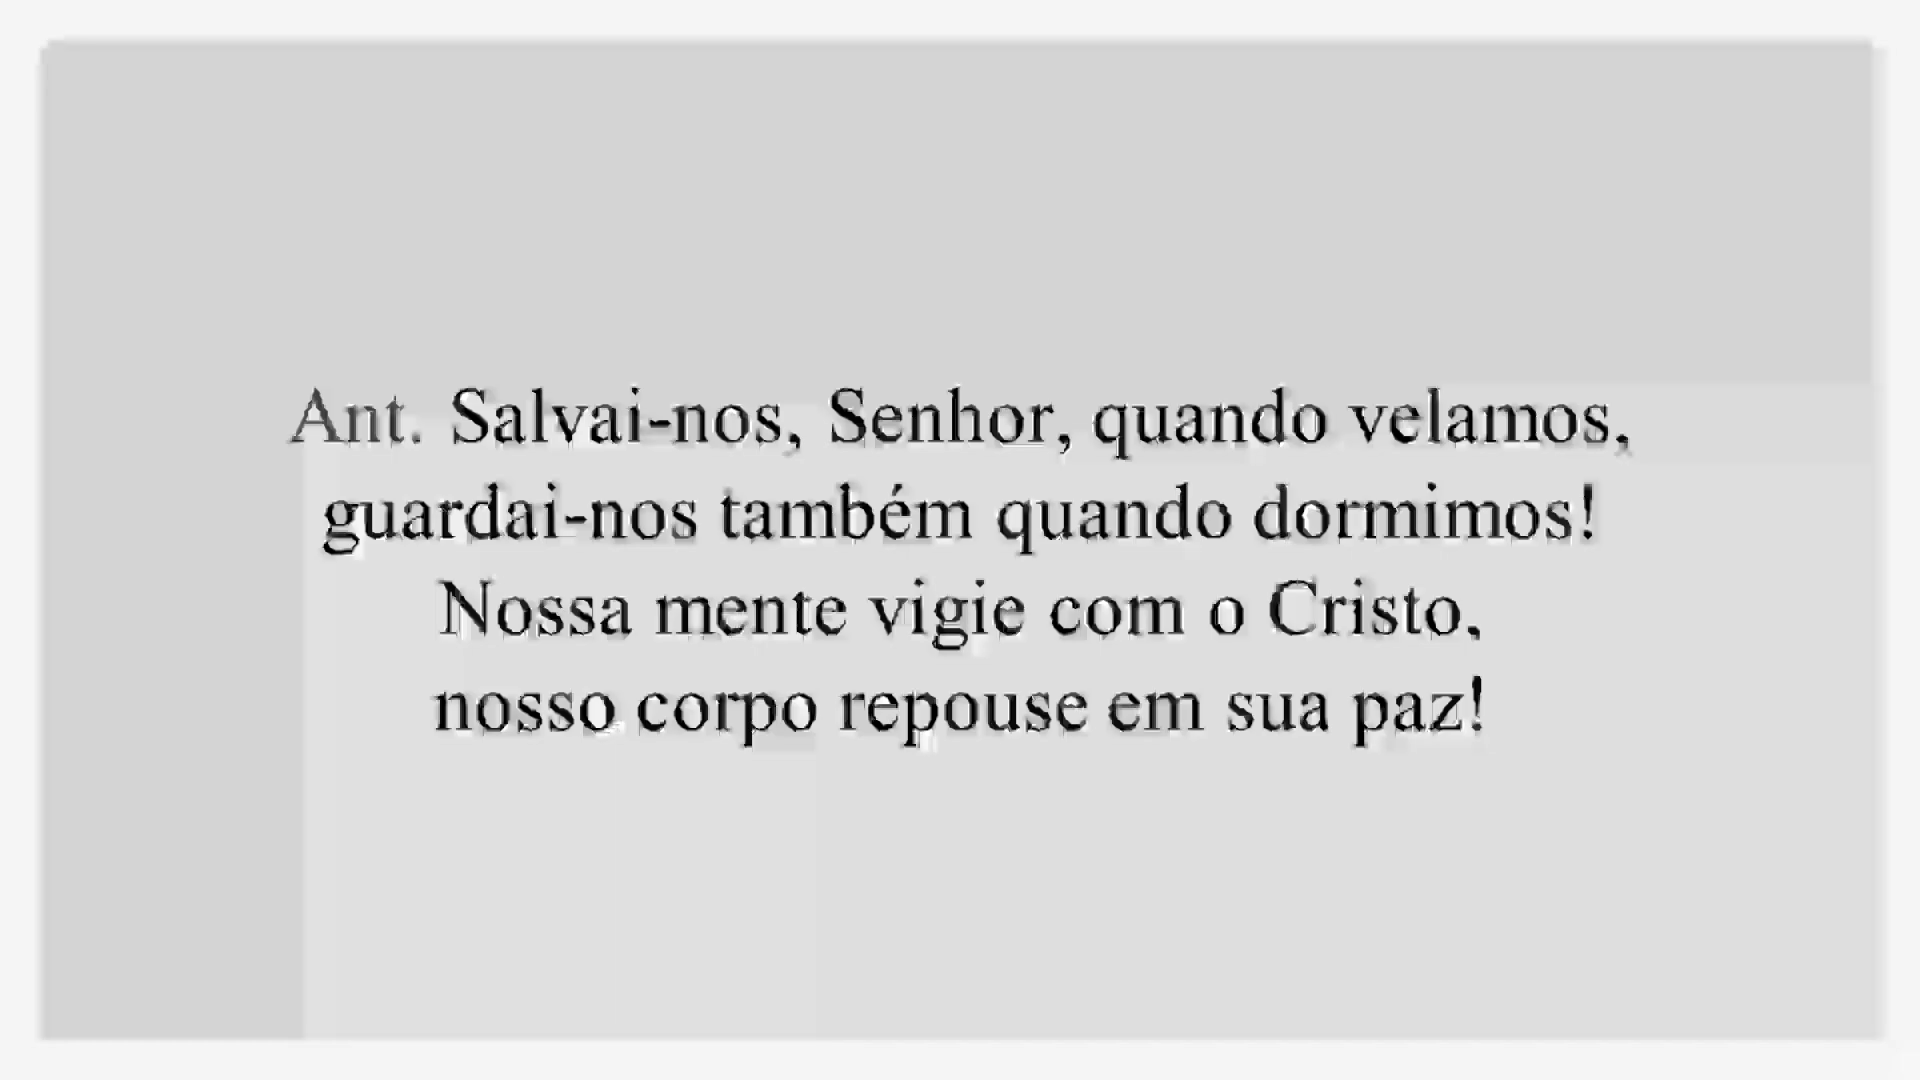 Ant. Salvai-nos, Senhor, quando velamos,
guardai-nos também quando dormimos!
Nossa mente vigie com o Cristo,
nosso corpo repouse em sua paz!